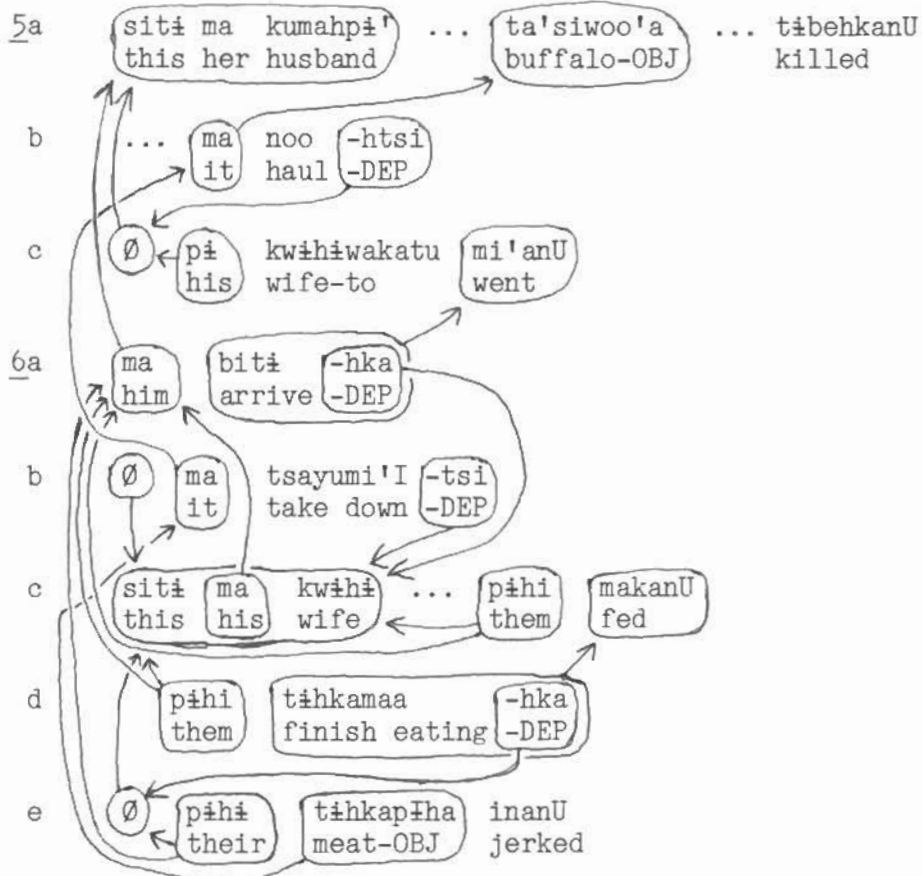 5a sitɨ ma kumahpɨ' ... ta'siwoo'a ... tɨbehkanU
this her husband buffalo-OBJ killed
b ... ma noo -htsi
it haul -DEP
c Ø pɨ kwɨhɨwakatu mi'anU
his wife-to went
6a ma bitɨ -hka
him arrive -DEP
b Ø ma tsayumi'I -tsi
it take down -DEP
c sitɨ ma kwɨhɨ ... pɨhi makanU
this his wife them fed
d pɨhi tɨhkamaa -hka
them finish eating -DEP
e Ø pɨhɨ tɨhkapɨha inanU
their meat-OBJ jerked